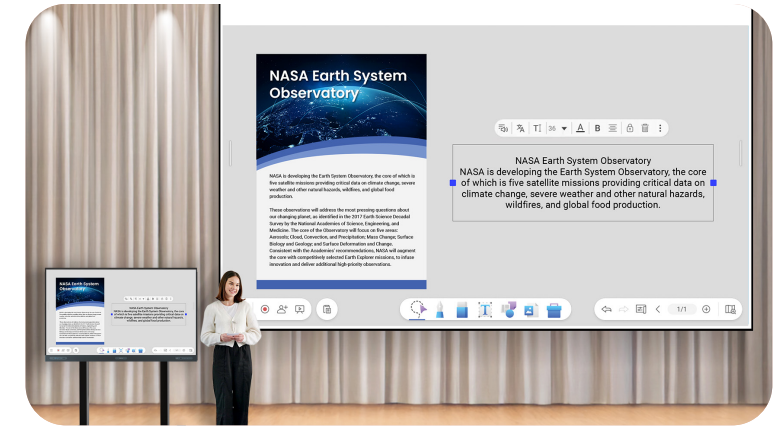 NASA Earth System
Observatory
NASA is developing the Earth System Observatory, the core of which is
five satellite missions providing critical data on climate change, severe
weather and other natural hazards, wildfires, and global food
production.
These observations will address the most pressing questions about
our changing planet, as identified in the 2017 Earth Science Decadal
Survey by the National Academies of Science, Engineering, and
Medicine. The core of the Observatory will focus on five areas:
Aerosols; Cloud, Convection, and Precipitation; Mass Change; Surface
Biology and Geology; and Surface Deformation and Change.
Consistent with the Academies' recommendations, NASA will augment
the core with competitively selected Earth Explorer missions, to infuse
innovation and deliver additional high-priority observations.
36
A
B
NASA Earth System Observatory
NASA is developing the Earth System Observatory, the core
of which is five satellite missions providing critical data on
climate change, severe weather and other natural hazards,
wildfires, and global food production.
1/1
NASA Earth System
Observatory